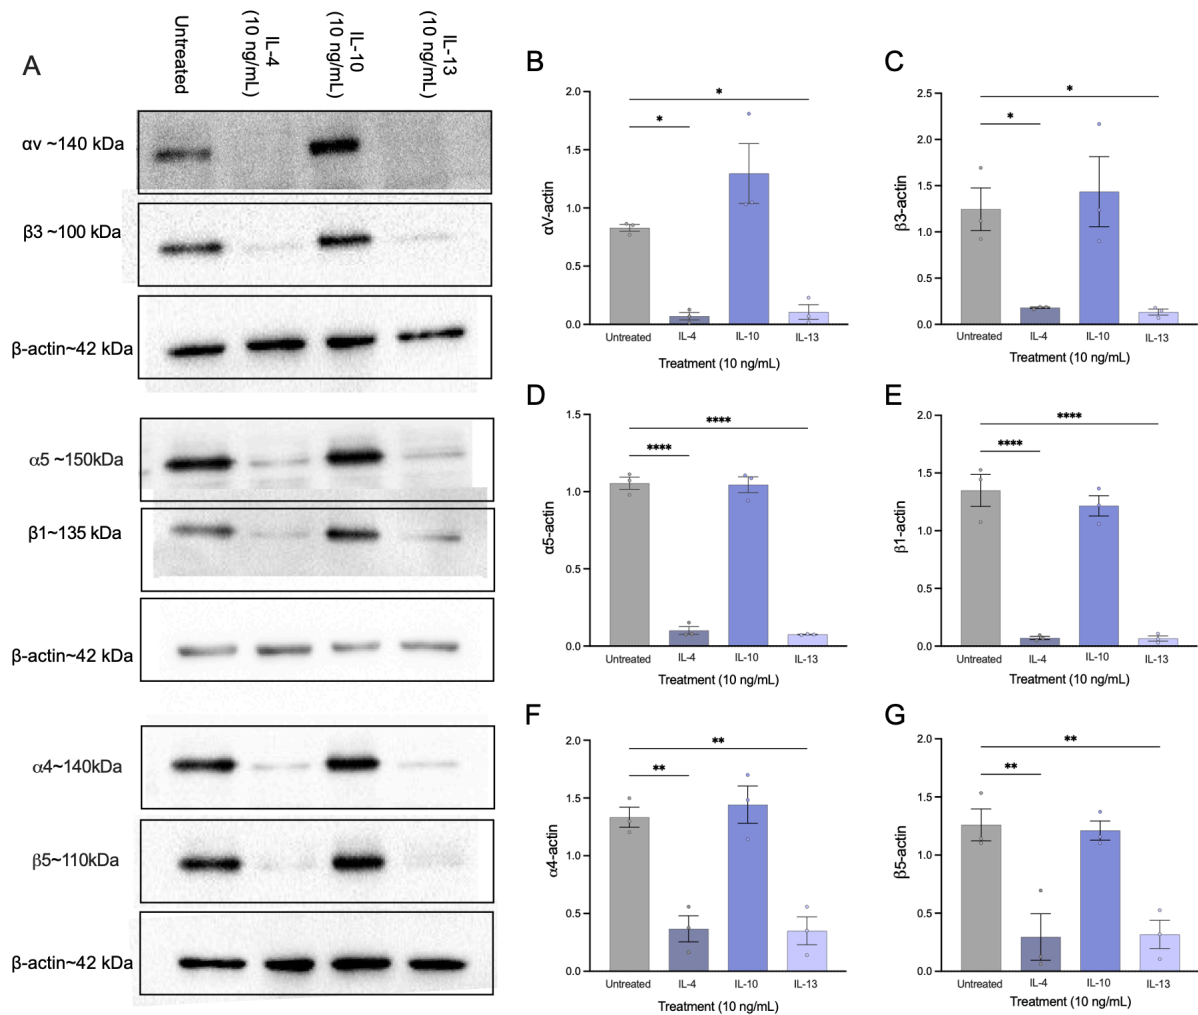 A
Untreated
IL-4
(10 ng/mL)
IL-10
(10 ng/mL)
IL-13
(10 ng/mL)
αv ~140 kDa
β3 ~100 kDa
β-actin~42 kDa
α5 ~150kDa
β1~135 kDa
β-actin~42 kDa
α4~140kDa
β5~110kDa
β-actin~42 kDa
B
αV-actin
2.0
1.5
1.0
0.5
0.0
*
*
Untreated IL-4 IL-10 IL-13
Treatment (10 ng/mL)
C
β3-actin
2.5
2.0
1.5
1.0
0.5
0.0
*
*
Untreated IL-4 IL-10 IL-13
Treatment (10 ng/mL)
D
α5-actin
1.5
1.0
0.5
0.0
****
****
Untreated IL-4 IL-10 IL-13
Treatment (10 ng/mL)
E
β1-actin
2.0
1.5
1.0
0.5
0.0
****
****
Untreated IL-4 IL-10 IL-13
Treatment (10 ng/mL)
F
α4-actin
2.0
1.5
1.0
0.5
0.0
**
**
Untreated IL-4 IL-10 IL-13
Treatment (10 ng/mL)
G
β5-actin
2.0
1.5
1.0
0.5
0.0
**
**
Untreated IL-4 IL-10 IL-13
Treatment (10 ng/mL)